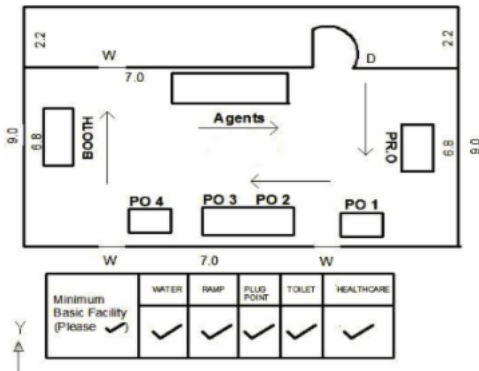 2.2
2.2
W
D
7.0
Agents
BOOTH
PR.O
9.0
6.8
6.8
9.0
PO 4
PO 3
PO 2
PO 1
W
7.0
W
Minimum
Basic Facility
(Please ✓)
WATER
RAMP
PLUG
POINT
TOILET
HEALTHCARE
Y